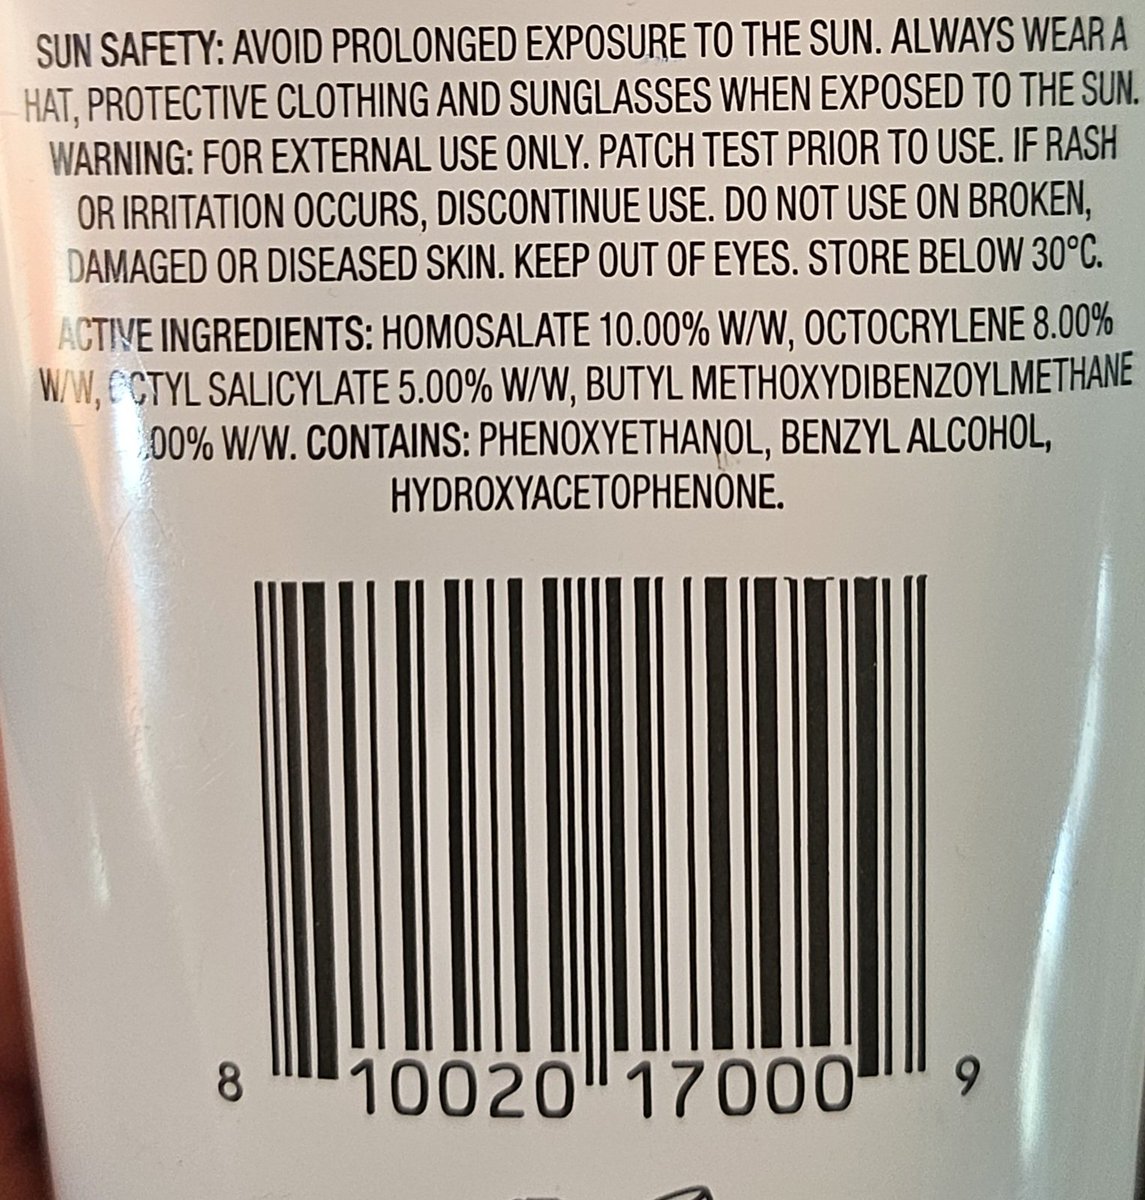 SUN SAFETY: AVOID PROLONGED EXPOSURE TO THE SUN. ALWAYS WEAR A
HAT, PROTECTIVE CLOTHING AND SUNGLASSES WHEN EXPOSED TO THE SUN.
WARNING: FOR EXTERNAL USE ONLY. PATCH TEST PRIOR TO USE. IF RASH
OR IRRITATION OCCURS, DISCONTINUE USE. DO NOT USE ON BROKEN,
DAMAGED OR DISEASED SKIN. KEEP OUT OF EYES. STORE BELOW 30°C.
ACTIVE INGREDIENTS: HOMOSALATE 10.00% W/W, OCTOCRYLENE 8.00%
W/W, OCTYL SALICYLATE 5.00% W/W, BUTYL METHOXYDIBENZOYLMETHANE
W/W. CONTAINS: PHENOXYETHANOL, BENZYL ALCOHOL,
HYDROXYACETOPHENONE.
8 10020 17000 9